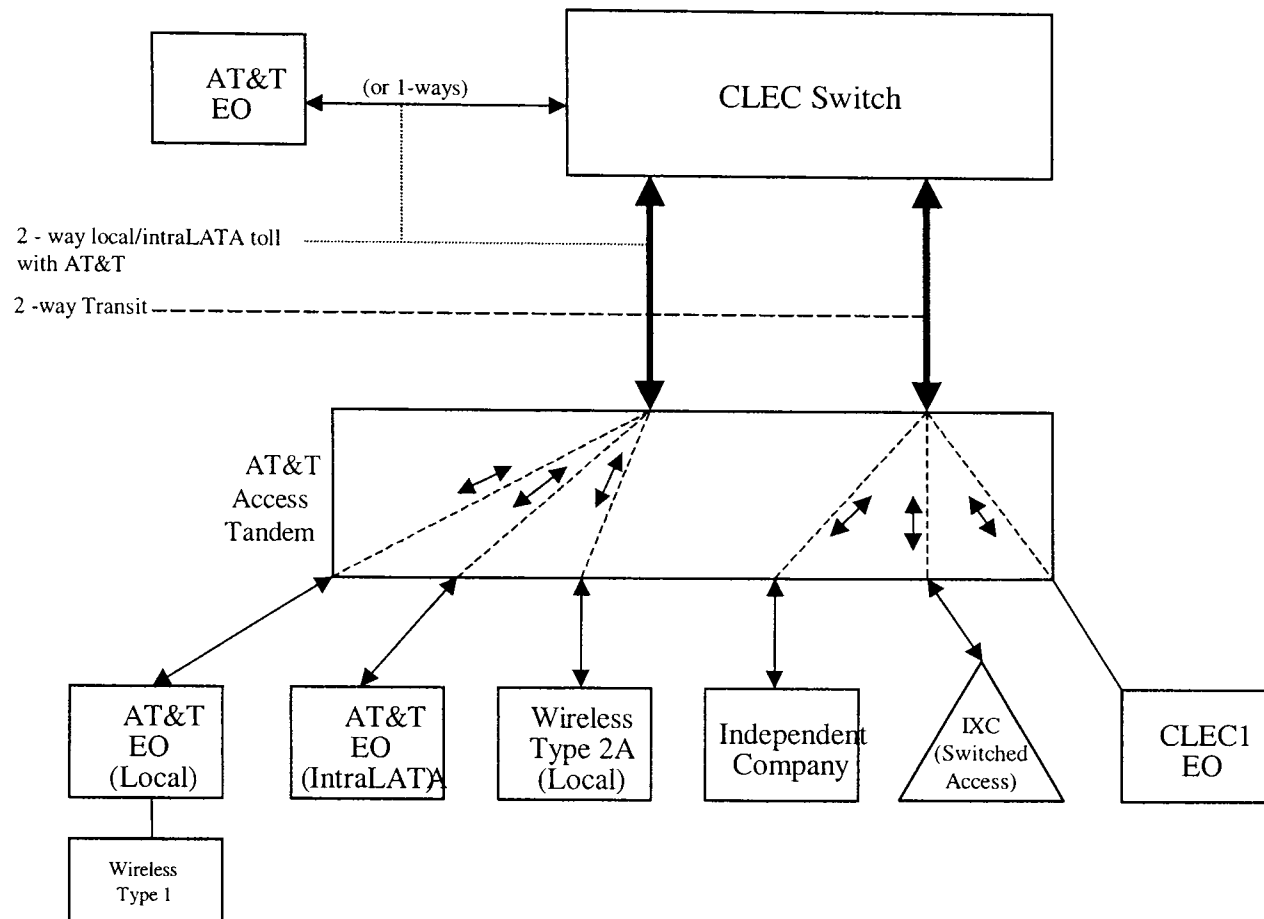 AT&T
EO
(or 1-ways)
CLEC Switch
2 - way local/intraLATA toll
with AT&T
2 -way Transit
AT&T
Access
Tandem
AT&T
EO
(Local)
AT&T
EO
(IntraLATA)
Wireless
Type 2A
(Local)
Independent
Company
IXC
(Switched
Access)
CLEC1
EO
Wireless
Type 1